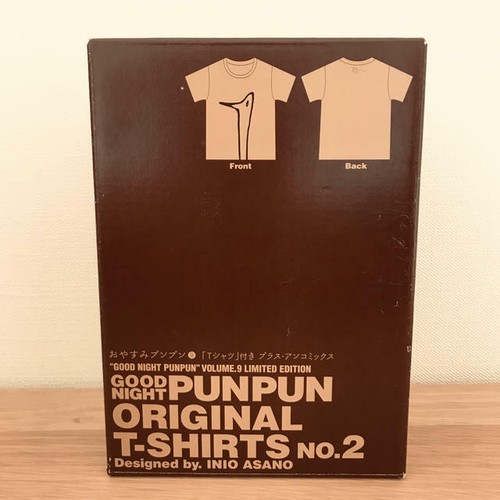 Front
Back
おやすみプンプン 9 「Tシャツ」付き プラス・アンコミックス
"GOOD NIGHT PUNPUN" VOLUME.9 LIMITED EDITION
GOOD NIGHT PUNPUN
ORIGINAL
T-SHIRTS NO.2
Designed by. INIO ASANO